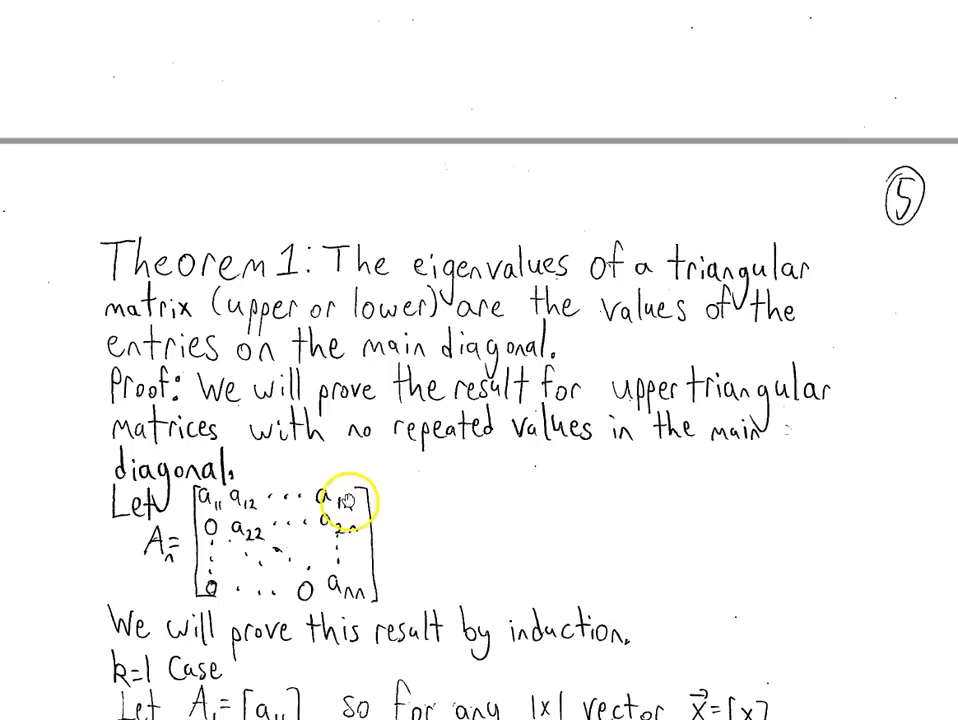 5
Theorem 1: The eigenvalues of a triangular
matrix (upper or lower) are the values of the
entries on the main diagonal.
Proof: We will prove the result for upper triangular
matrices with no repeated values in the main
diagonal.
Let
Aₙ = [a₁₁ a₁₂ ... a₁ₙ
0 a₂₂ ... a₂ₙ
⋮ ⋱ ⋮
0 ... 0 aₙₙ]
We will prove this result by induction.
k=1 Case
Let A₁ = [a₁₁] so for any 1x1 vector x⃗ = [x]